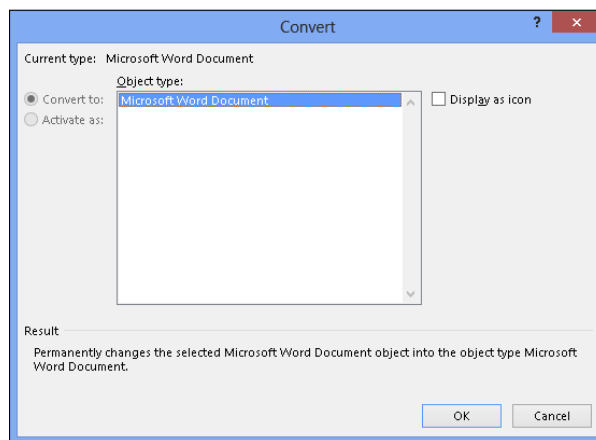 Convert
? ×
Current type: Microsoft Word Document
Object type:
Convert to:
Activate as:
Microsoft Word Document
Display as icon
Result
Permanently changes the selected Microsoft Word Document object into the object type Microsoft
Word Document.
OK Cancel